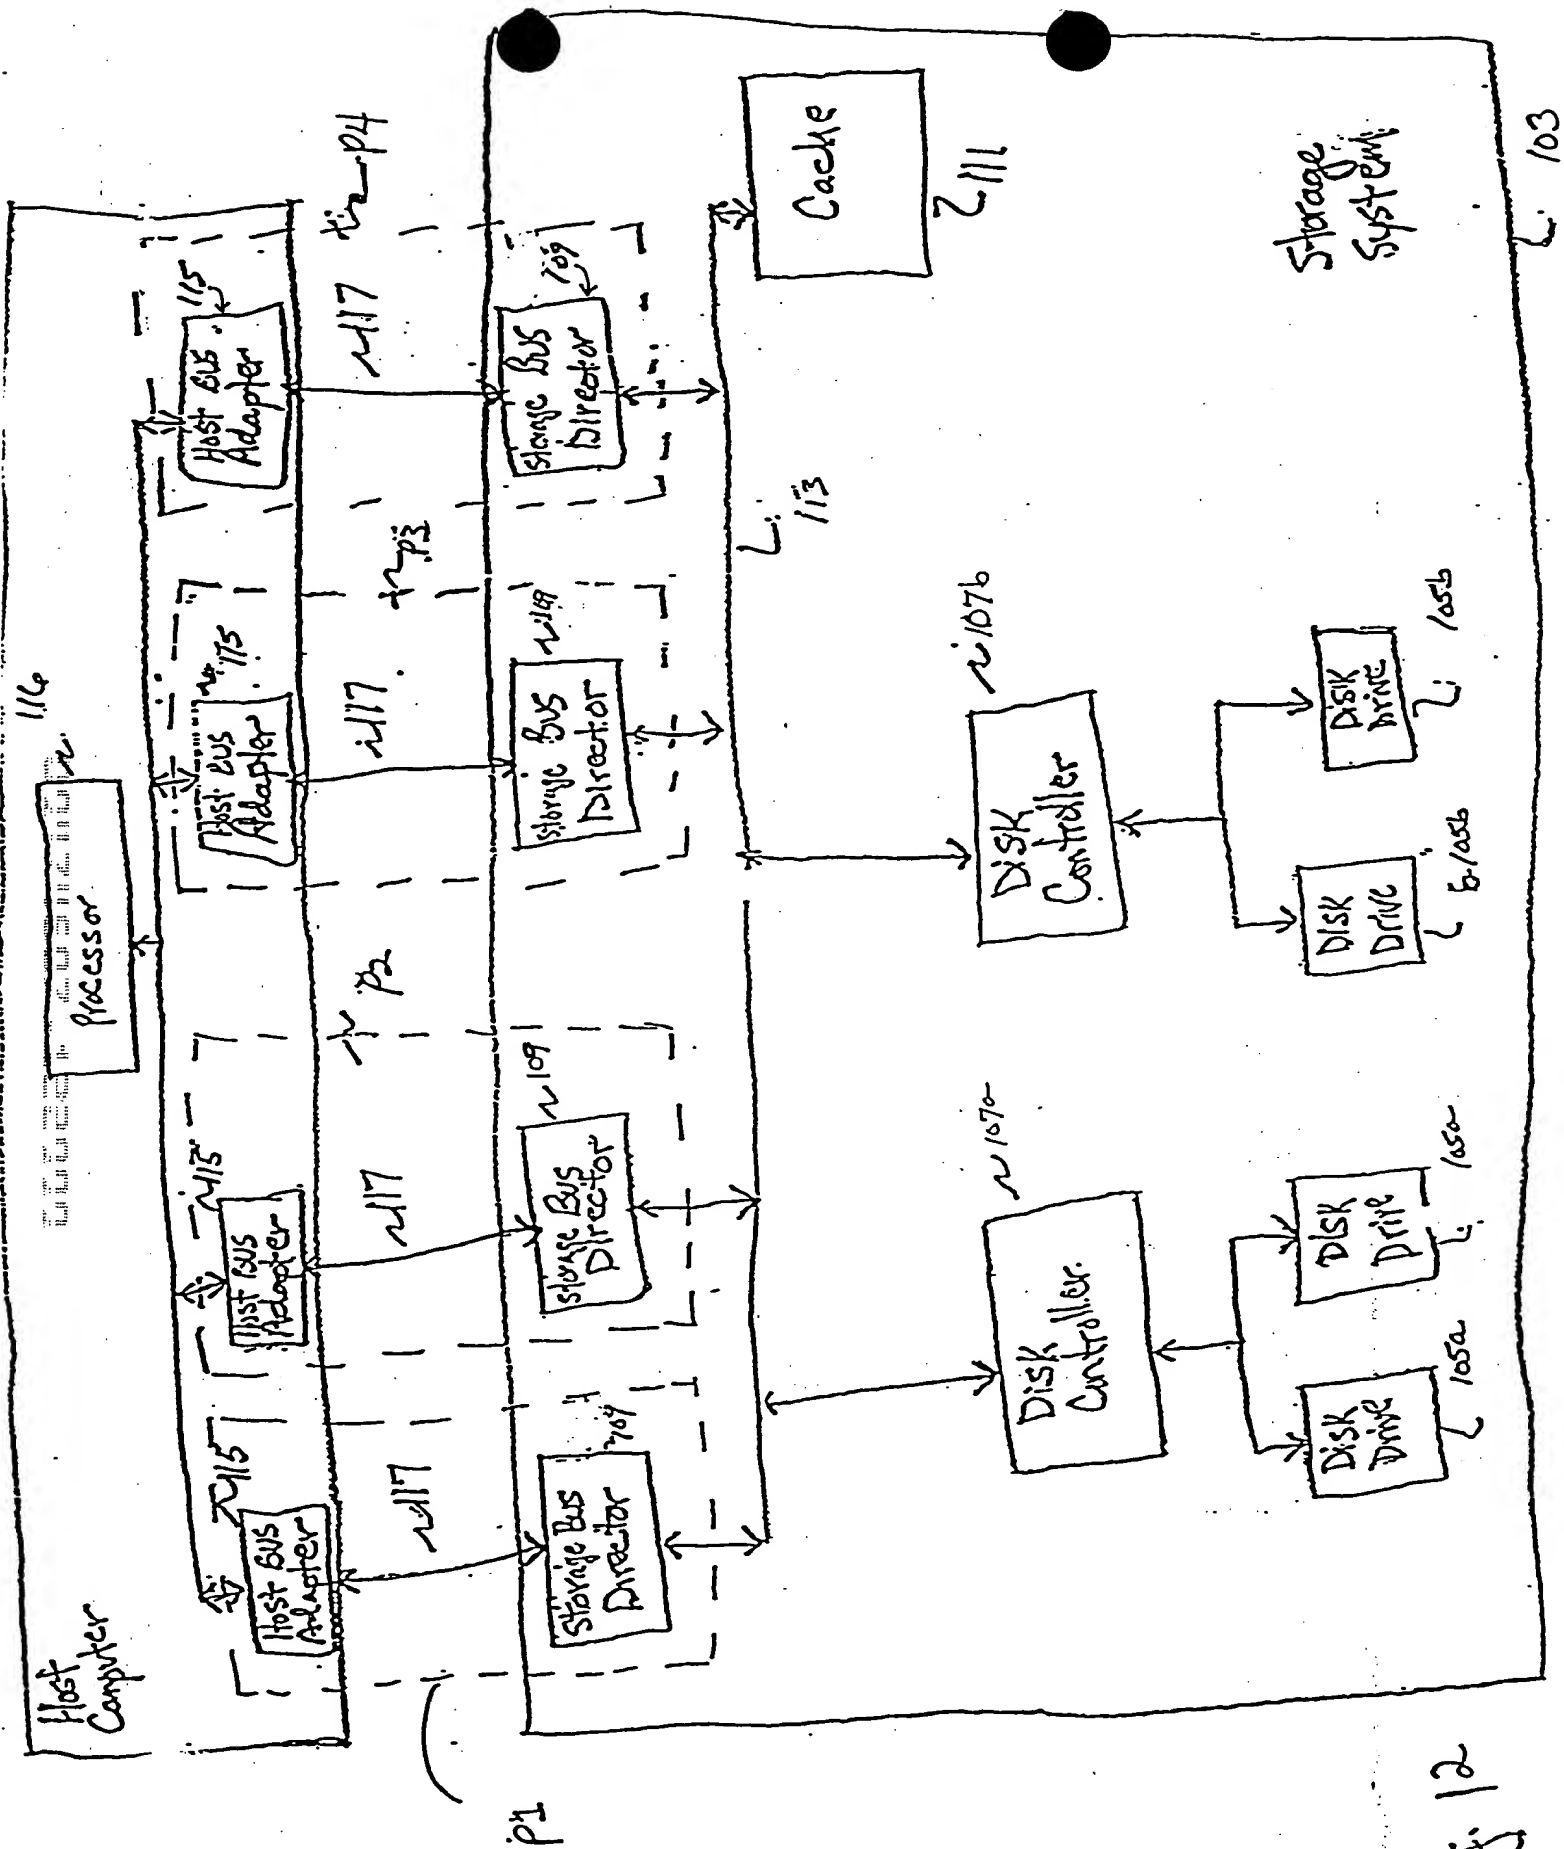 Host
Computer
Processor
116
Host BUS
Adapter
115
Host BUS
Adapter
115
Host BUS
Adapter
115
Host BUS
Adapter
115
P1
117
117
P2
117
P3
117
P4
Storage Bus
Director
109
Storage Bus
Director
109
Storage Bus
Director
109
Storage Bus
Director
109
113
Cache
111
Disk
Controller
107a
Disk
Controller
107b
Disk
Drive
105a
Disk
Drive
105a
Disk
Drive
105b
Disk
Drive
105b
Storage
System
103
12